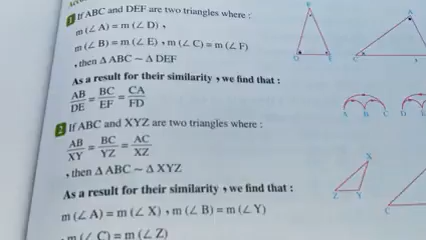 1 If ABC and DEF are two triangles where :
m (∠ A) = m (∠ D) ,
m (∠ B) = m (∠ E) , m (∠ C) = m (∠ F)
, then Δ ABC ~ Δ DEF
As a result for their similarity , we find that :
AB/DE = BC/EF = CA/FD
2 If ABC and XYZ are two triangles where :
AB/XY = BC/YZ = AC/XZ
, then Δ ABC ~ Δ XYZ
As a result for their similarity , we find that :
m (∠ A) = m (∠ X) , m (∠ B) = m (∠ Y)
, m (∠ C) = m (∠ Z)
D
A
C
A B C D
X
Z Y
C